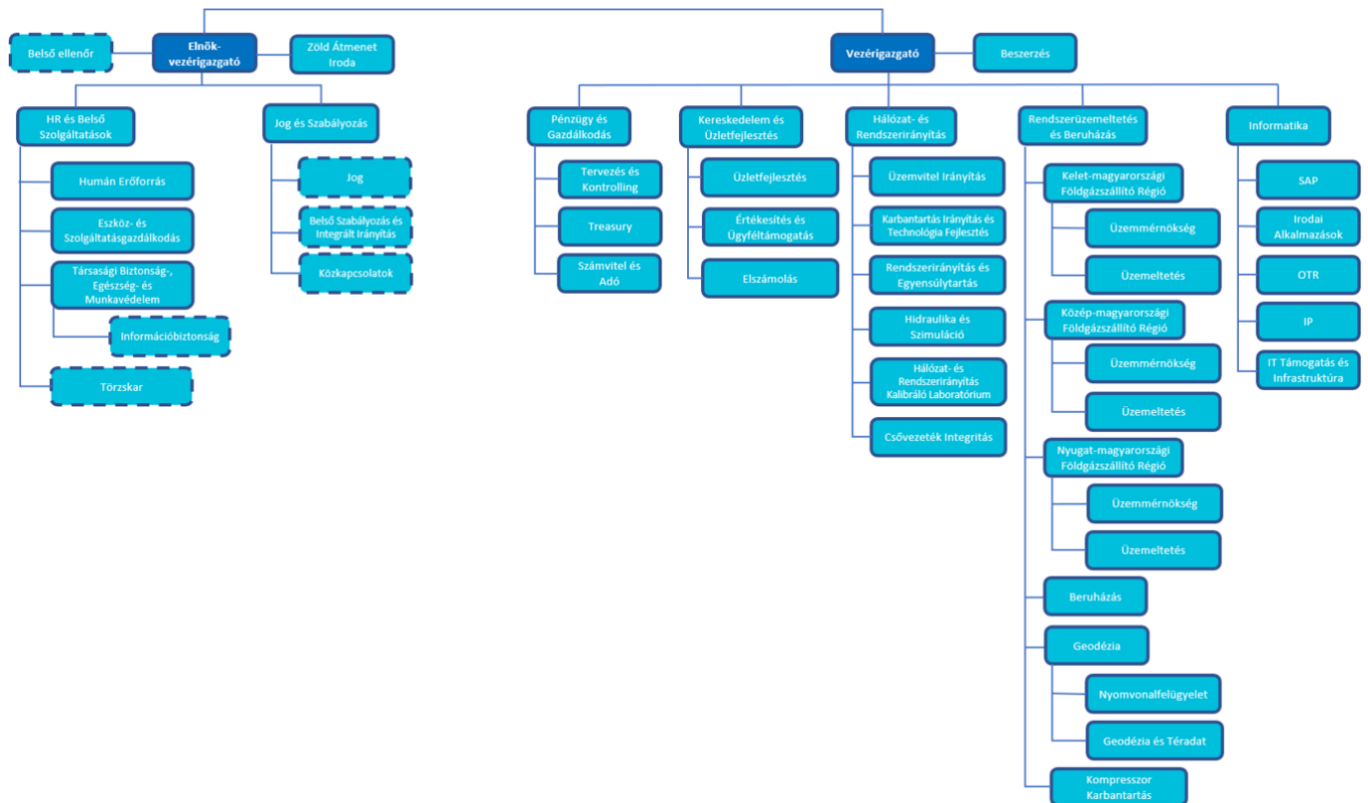 Belső ellenőr
Elnök-
vezérigazgató
Zöld Átmenet
Iroda
Vezérigazgató
Beszerzés
HR és Belső
Szolgáltatások
Jog és Szabályozás
Humán Erőforrás
Eszköz- és
Szolgáltatásgazdálkodás
Társasági Biztonság-,
Egészség- és
Munkavédelem
Információbiztonság
Törzskar
Jog
Belső Szabályozás és
Integrált Irányítás
Közkapcsolatok
Pénzügy és
Gazdálkodás
Tervezés és
Kontrolling
Treasury
Számvitel és
Adó
Kereskedelem és
Üzletfejlesztés
Üzletfejlesztés
Értékesítés és
Ügyféltámogatás
Elszámolás
Hálózat- és
Rendszerirányítás
Üzemvitel Irányítás
Karbantartás Irányítás és
Technológia Fejlesztés
Rendszerirányítás és
Egyensúlytartás
Hidraulika és
Szimuláció
Hálózat- és
Rendszerirányítás
Kalibráló Laboratórium
Csővezeték Integritás
Rendszerüzemeltetés
és Beruházás
Kelet-magyarországi
Földgázszállító Régió
Üzemmérnökség
Üzemeltetés
Közép-magyarországi
Földgázszállító Régió
Üzemmérnökség
Üzemeltetés
Nyugat-magyarországi
Földgázszállító Régió
Üzemmérnökség
Üzemeltetés
Beruházás
Geodézia
Nyomvonalfelügyelet
Geodézia és Téradat
Kompresszor
Karbantartás
Informatika
SAP
Irodai
Alkalmazások
OTR
IP
IT Támogatás és
Infrastruktúra